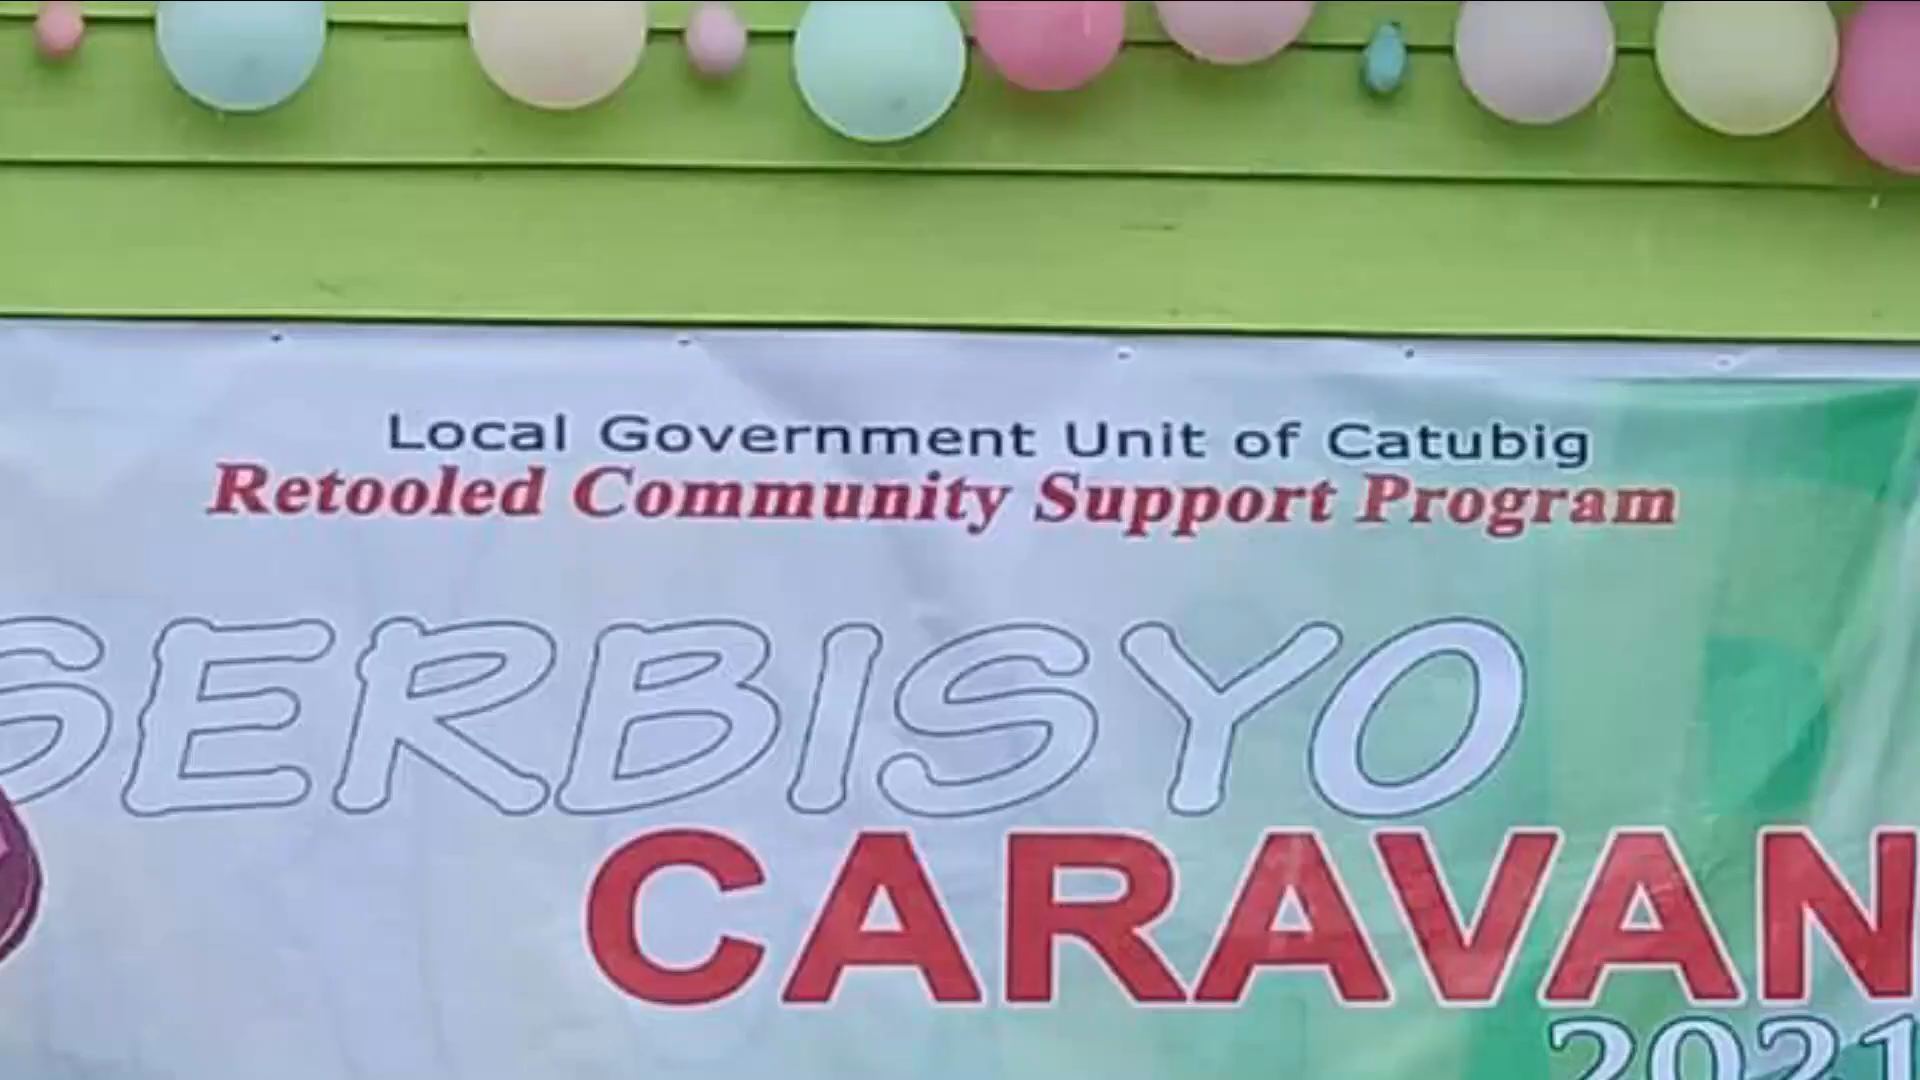 Local Government Unit of Catubig
Retooled Community Support Program
SERBISYO
CARAVAN
2021